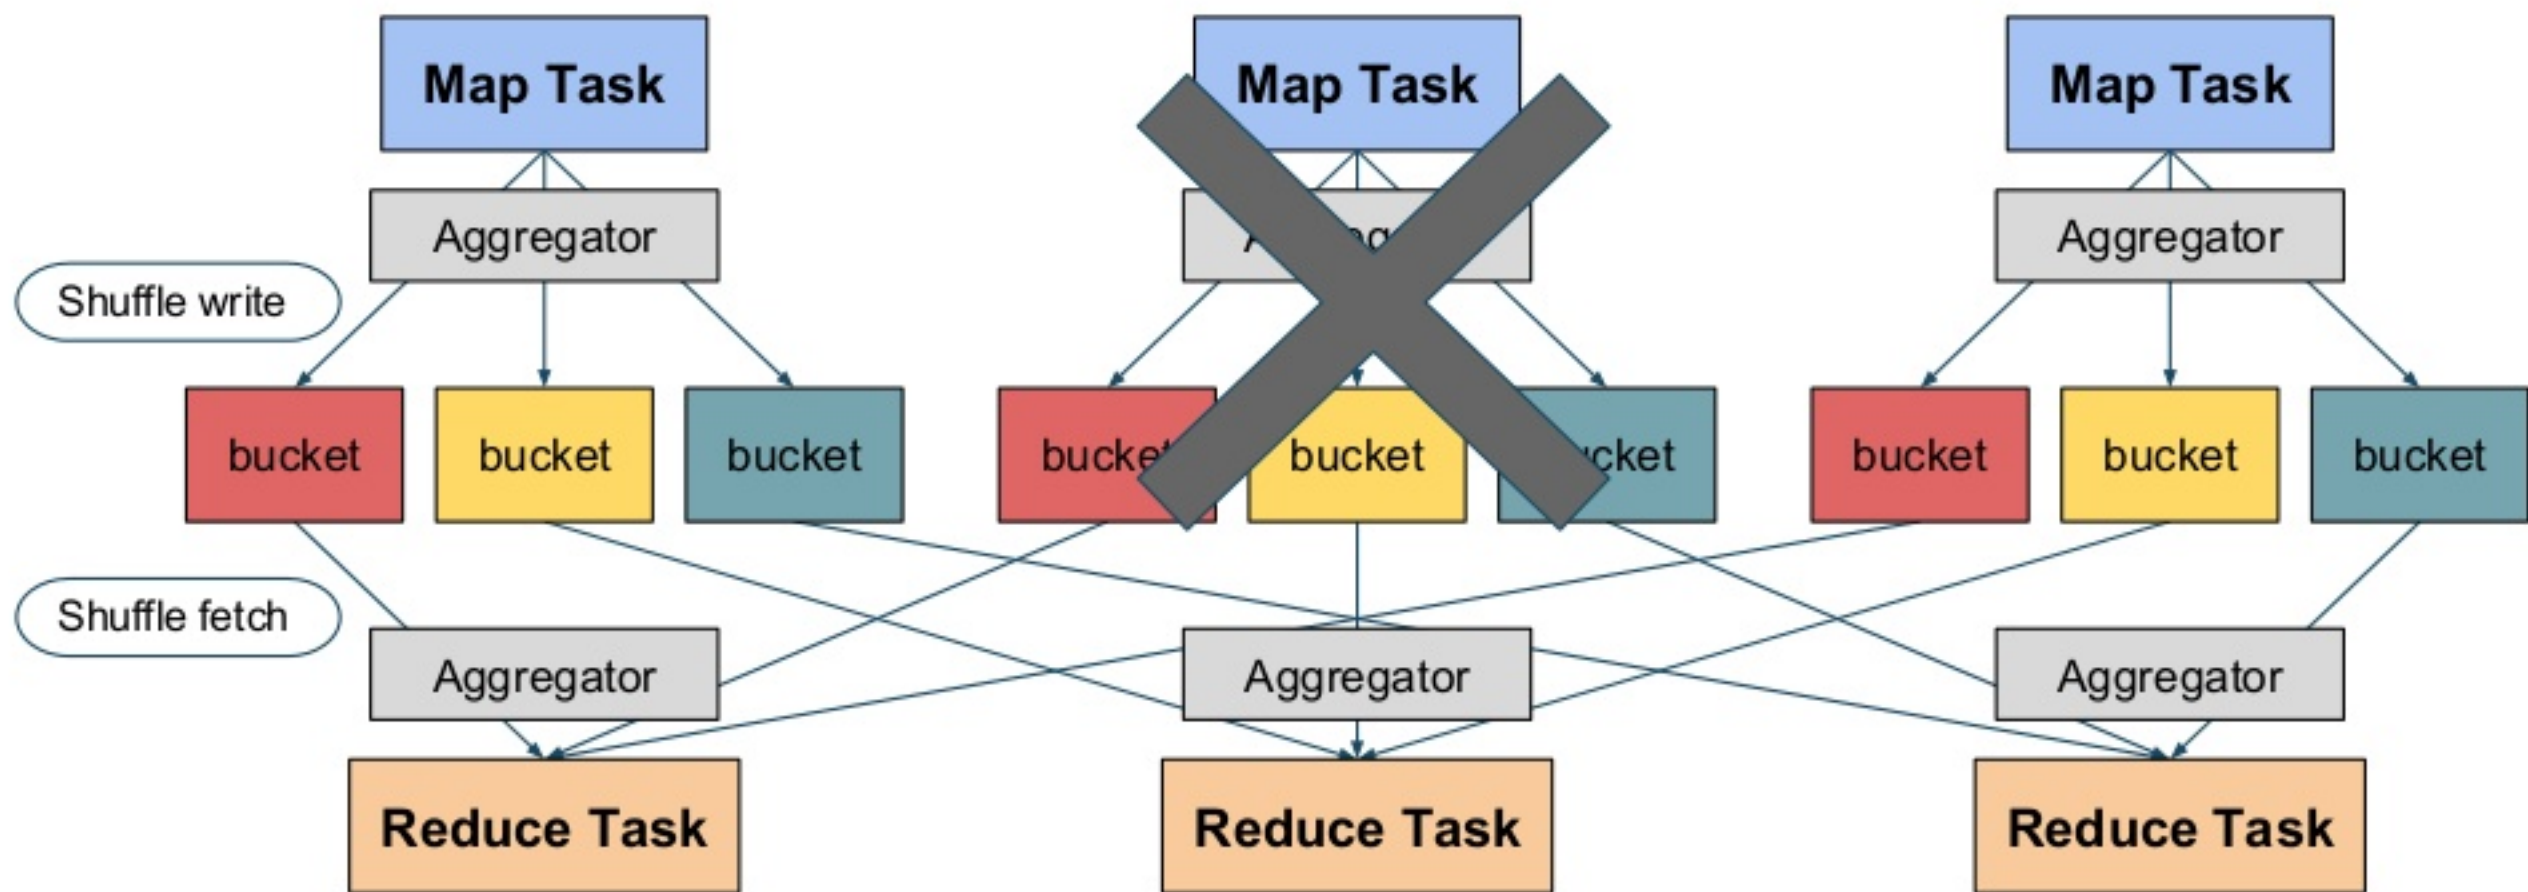 Map Task
Map Task
Map Task
Aggregator
Aggregator
Shuffle write
bucket
bucket
bucket
bucket
bucket
bucket
bucket
bucket
Shuffle fetch
Aggregator
Aggregator
Aggregator
Reduce Task
Reduce Task
Reduce Task